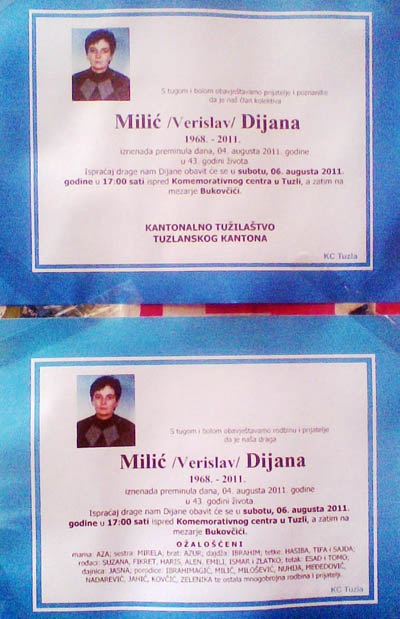 S tugom i bolom obavještavamo prijatelje i poznanike
da je naš član kolektiva
Milić /Verislav/ Dijana
1968. - 2011.
iznenada preminula dana, 04. augusta 2011. godine
u 43. godini života
Ispraćaj drage nam Dijane obavit će se u subotu, 06. augusta 2011.
godine u 17:00 sati ispred Komemorativnog centra u Tuzli, a zatim na
mezarje Bukovčići.
KANTONALNO TUŽILAŠTVO
TUZLANSKOG KANTONA
KC Tuzla
S tugom i bolom obavještavamo rodbinu i prijatelje
da je naša draga
Milić /Verislav/ Dijana
1968. - 2011.
iznenada preminula dana, 04. augusta 2011. godine
u 43. godini života
Ispraćaj drage nam Dijane obavit će se u subotu, 06. augusta 2011.
godine u 17:00 sati ispred Komemorativnog centra u Tuzli, a zatim na
mezarje Bukovčići.
OŽALOŠĆENI
mama: AZA; sestra: MIRELA; brat: AZUR; dajdža: IBRAHIM; tetke: HASIBA, TIFA i SAJDA;
rođaci: SUZANA, FIKRET, HARIS, ALEN, EMILI, ISMAR i ZLATKO; tetak: ESAD i TOMO;
dajnica: JASNA; porodice: IBRAHIMAGIĆ, MILIĆ, MILOŠEVIĆ, NUHIJA, MEĐEDOVIĆ,
NADAREVIĆ, JAHIĆ, KOVČIĆ, ZELENIKA te ostala mnogobrojna rodbina i prijatelji.
KC Tuzla